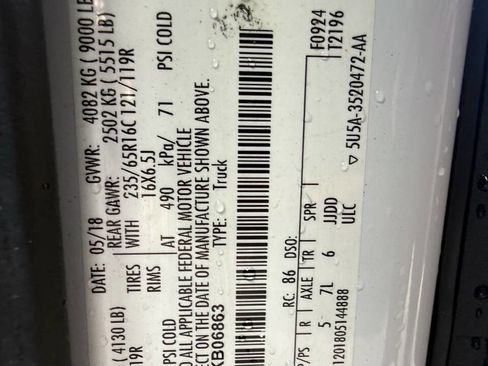 DATE: 05/18 GVWR: 4082 KG ( 9000 LB
( 4130 LB) REAR GAWR: 2502 KG ( 5515 LB)
119R TIRES WITH 235/65R16C 121/119R
RIMS 16X6.5J
PSI COLD AT 490 kPa/ 71 PSI COLD
O ALL APPLICABLE FEDERAL MOTOR VEHICLE
ECT ON THE DATE OF MANUFACTURE SHOWN ABOVE.
KB06863 TYPE: Truck
F0924
T2196
RC: 86 DSO:
P/PS R AXLE TR SPR
5 7L 6 JJDD
ULC
1201805144888 ▽ 5U5A-3520472-AA